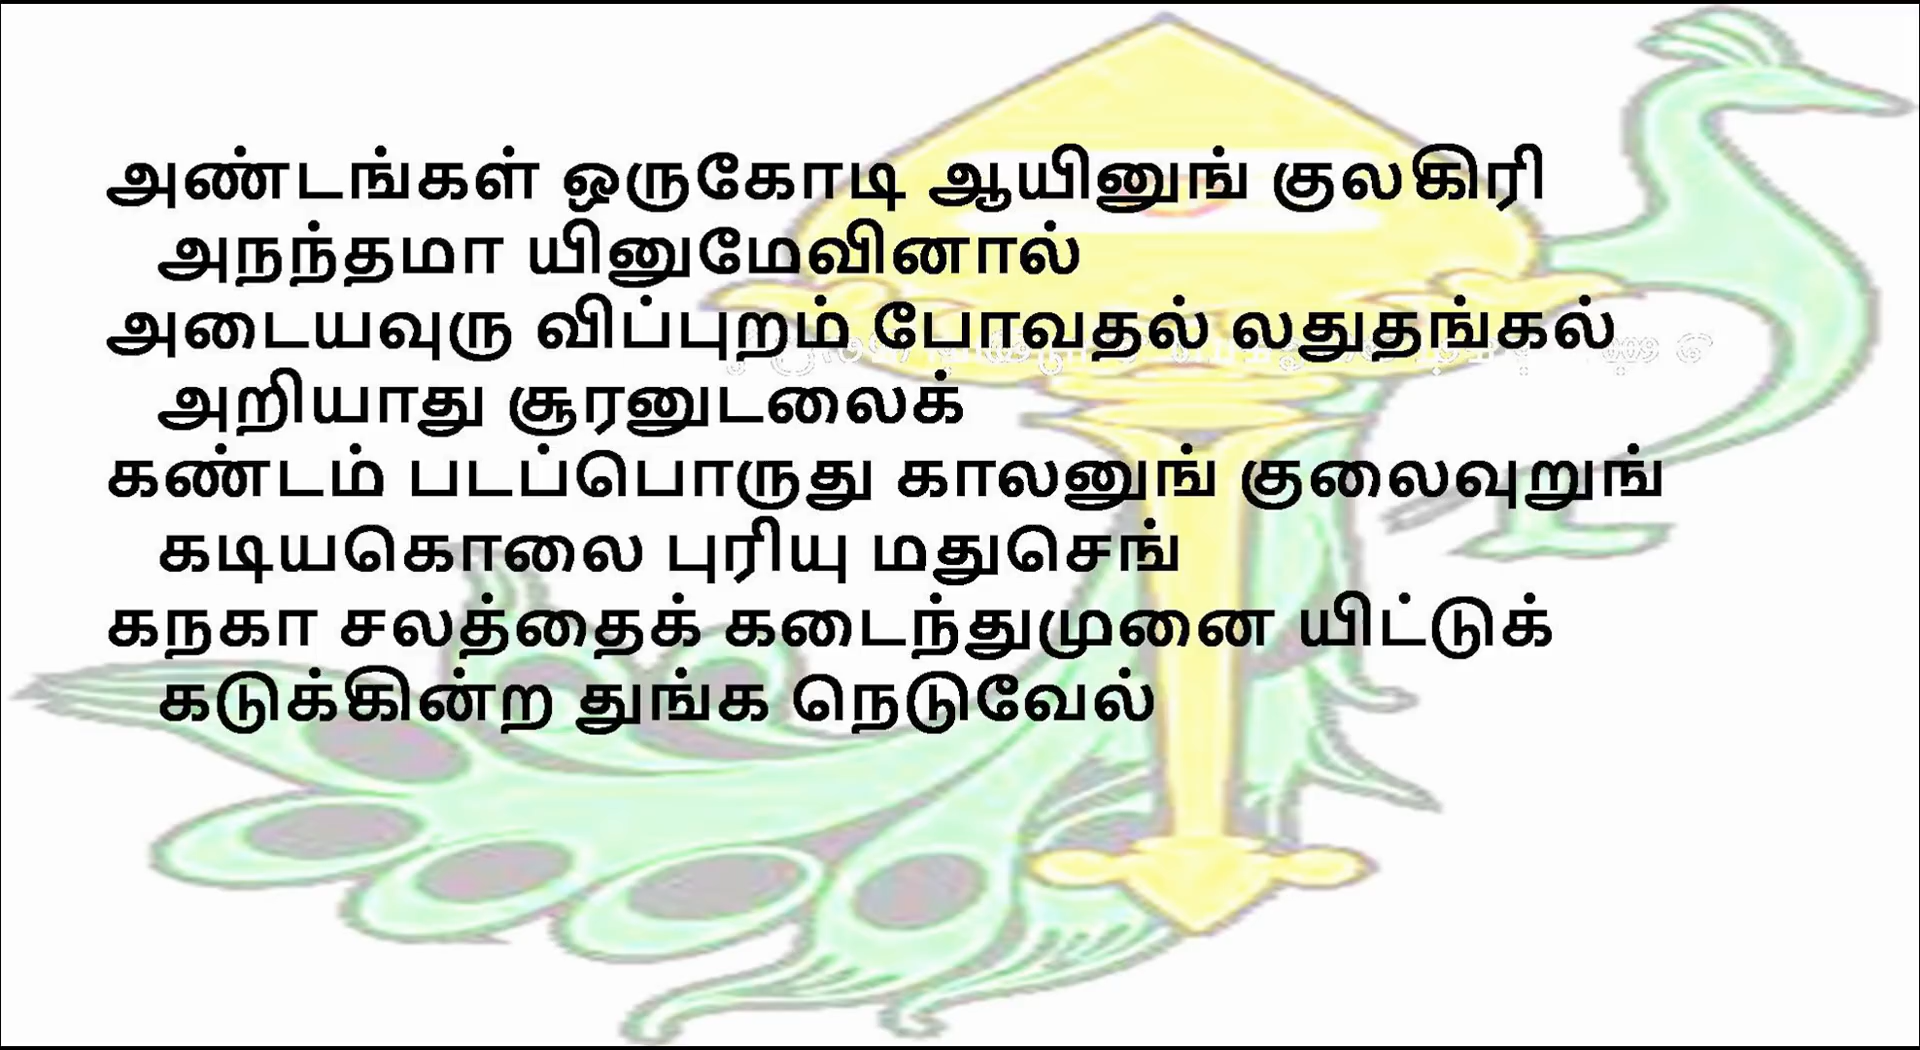 அண்டங்கள் ஒருகோடி ஆயினுங் குலகிரி
அநந்தமா யினுமேவினால்
அடையவுரு விப்புறம் போவதல் லதுதங்கல்
அறியாது சூரனுடலைக்
கண்டம் படப்பொருது காலனுங் குலைவுறுங்
கடியகொலை புரியு மதுசெங்
கநகா சலத்தைக் கடைந்துமுனை யிட்டுக்
கடுக்கின்ற துங்க நெடுவேல்